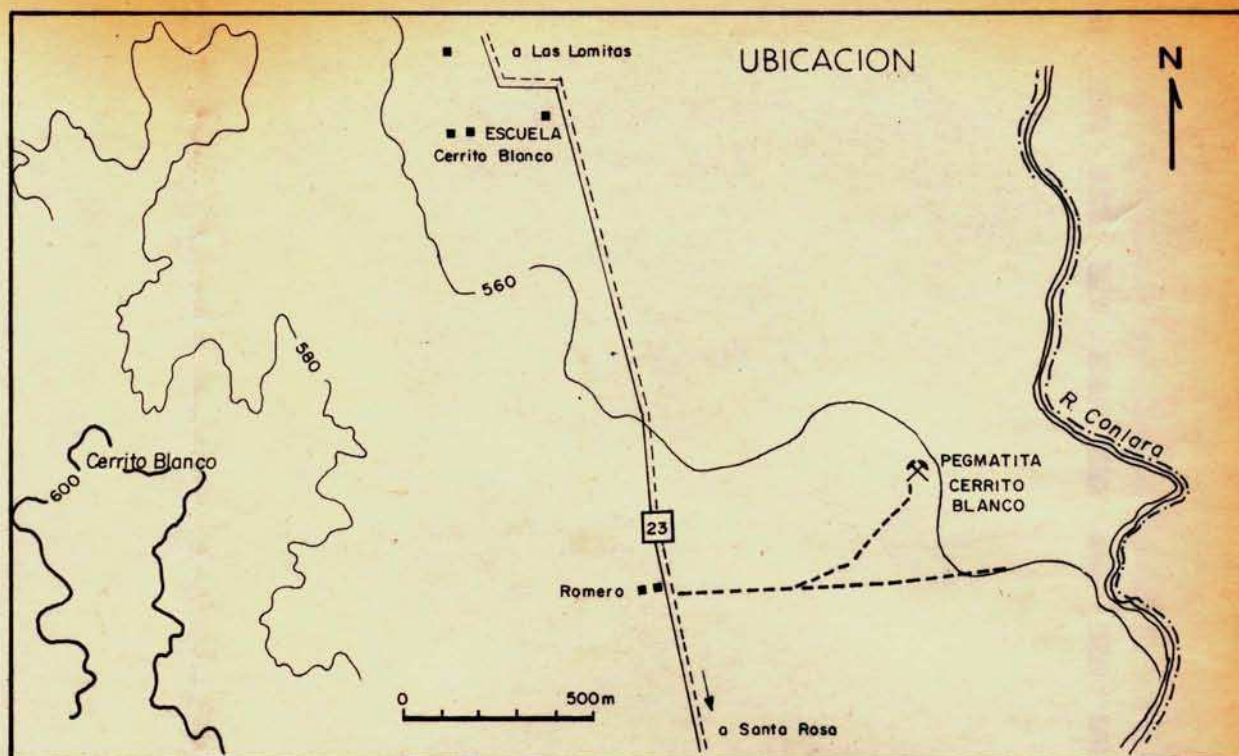 UBICACION
N
a Las Lomitas
ESCUELA
Cerrito Blanco
560
580
R. Conlara
Cerrito Blanco
600
PEGMATITA
CERRITO
BLANCO
23
Romero
0 500m
a Santa Rosa